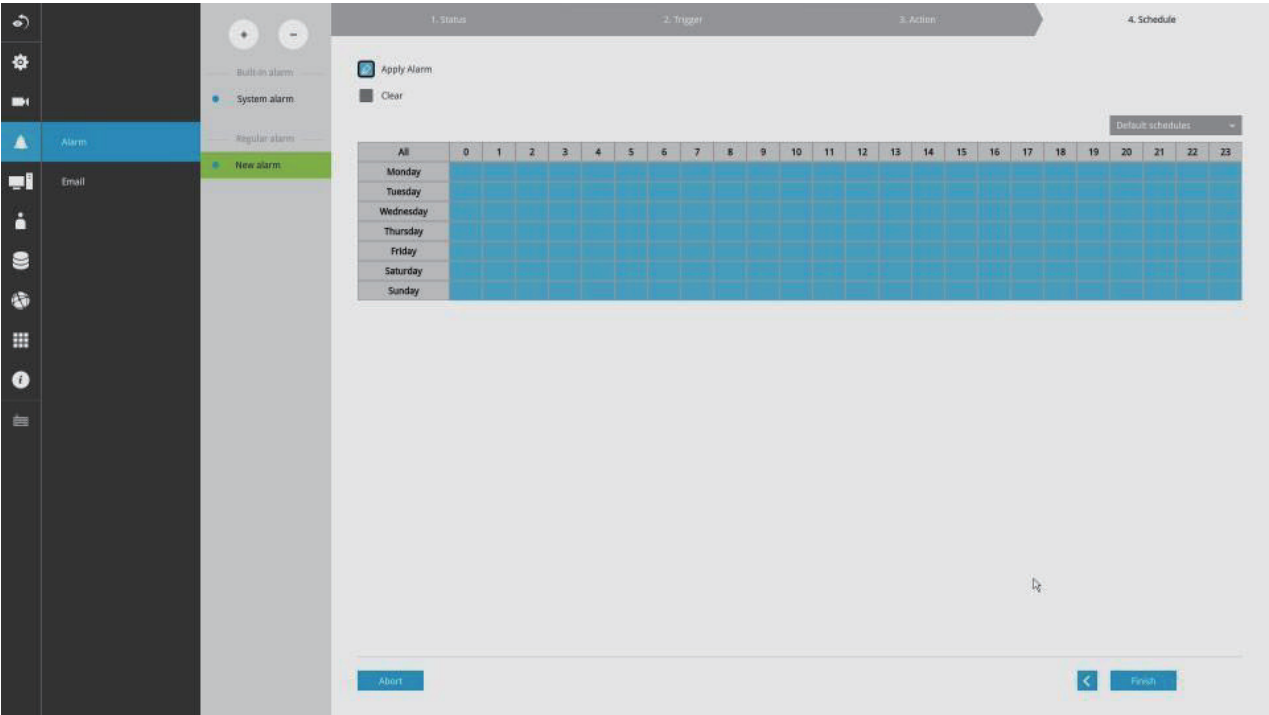 1. Status 2. Trigger 3. Action 4. Schedule
+ -
Built-in alarm
System alarm
Regular alarm
New alarm
Alarm
Email
Apply Alarm
Clear
Default schedules
All 0 1 2 3 4 5 6 7 8 9 10 11 12 13 14 15 16 17 18 19 20 21 22 23
Monday
Tuesday
Wednesday
Thursday
Friday
Saturday
Sunday
Abort
Finish